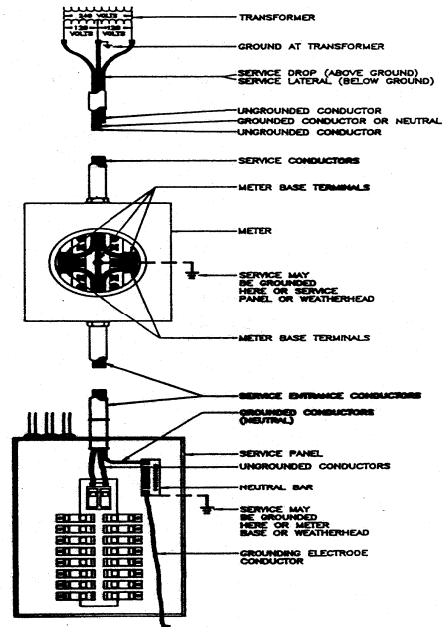 240
VOLTS
120 120
VOLTS VOLTS
TRANSFORMER
GROUND AT TRANSFORMER
SERVICE DROP (ABOVE GROUND)
SERVICE LATERAL (BELOW GROUND)
UNGROUNDED CONDUCTOR
GROUNDED CONDUCTOR OR NEUTRAL
UNGROUNDED CONDUCTOR
SERVICE CONDUCTORS
METER BASE TERMINALS
METER
SERVICE MAY
BE GROUNDED
HERE OR SERVICE
PANEL OR WEATHERHEAD
METER BASE TERMINALS
SERVICE ENTRANCE CONDUCTORS
GROUNDED CONDUCTORS
(NEUTRAL)
SERVICE PANEL
UNGROUNDED CONDUCTORS
NEUTRAL BAR
SERVICE MAY
BE GROUNDED
HERE OR METER
BASE OR WEATHERHEAD
GROUNDING ELECTRODE
CONDUCTOR